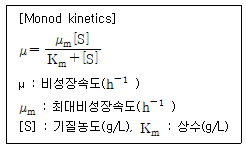 [Monod kinetics]
μ = μm[S] / Km+[S]
μ : 비성장속도(h⁻¹ )
μm : 최대비성장속도(h⁻¹ )
[S] : 기질농도(g/L), Km : 상수(g/L)